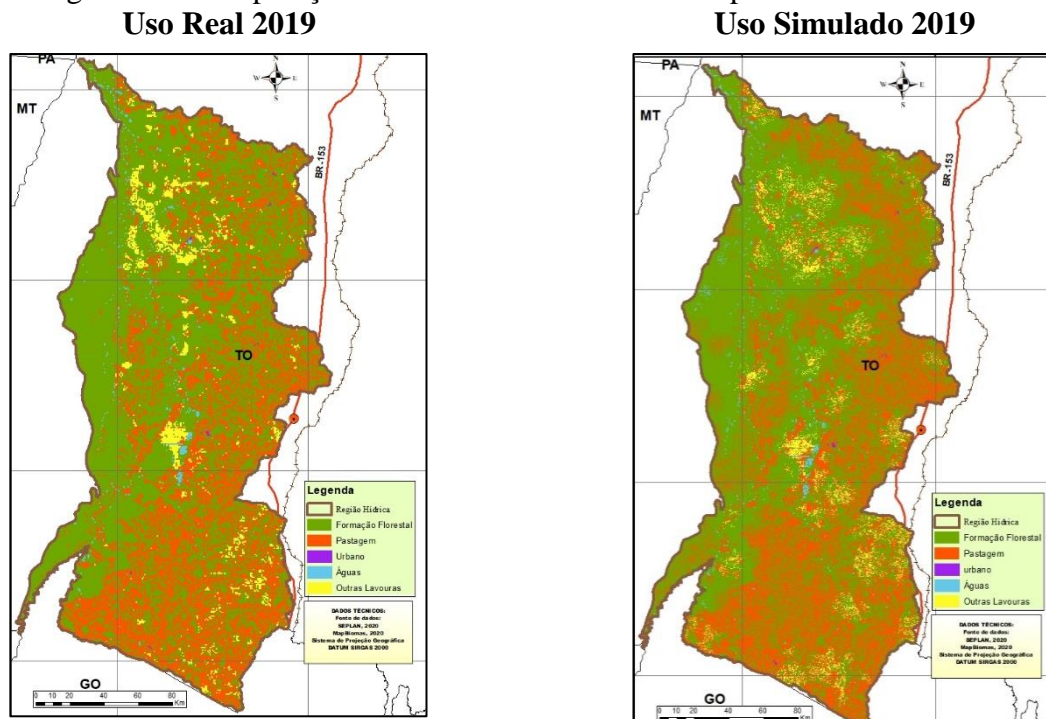 Uso Real 2019
PA
MT
N
W
E
S
BR-153
TO
GO
Legenda
Região Hídrica
Formação Florestal
Pastagem
Urbano
Águas
Outras Lavouras
DADOS TÉCNICOS:
Fonte de dados:
SEPLAN, 2020
MapBiomas, 2020
Sistema de Projeção Geográfica
DATUM SIRGAS 2000
0 10 20 40 60 80
Km
Uso Simulado 2019
PA
MT
N
W
E
S
BR-153
TO
GO
Legenda
Região Hídrica
Formação Florestal
Pastagem
urbano
Águas
Outras Lavouras
DADOS TÉCNICOS:
Fonte de dados:
SEPLAN, 2020
MapBiomas, 2020
Sistema de Projeção Geográfica
DATUM SIRGAS 2000
0 10 20 40 60 80
Km